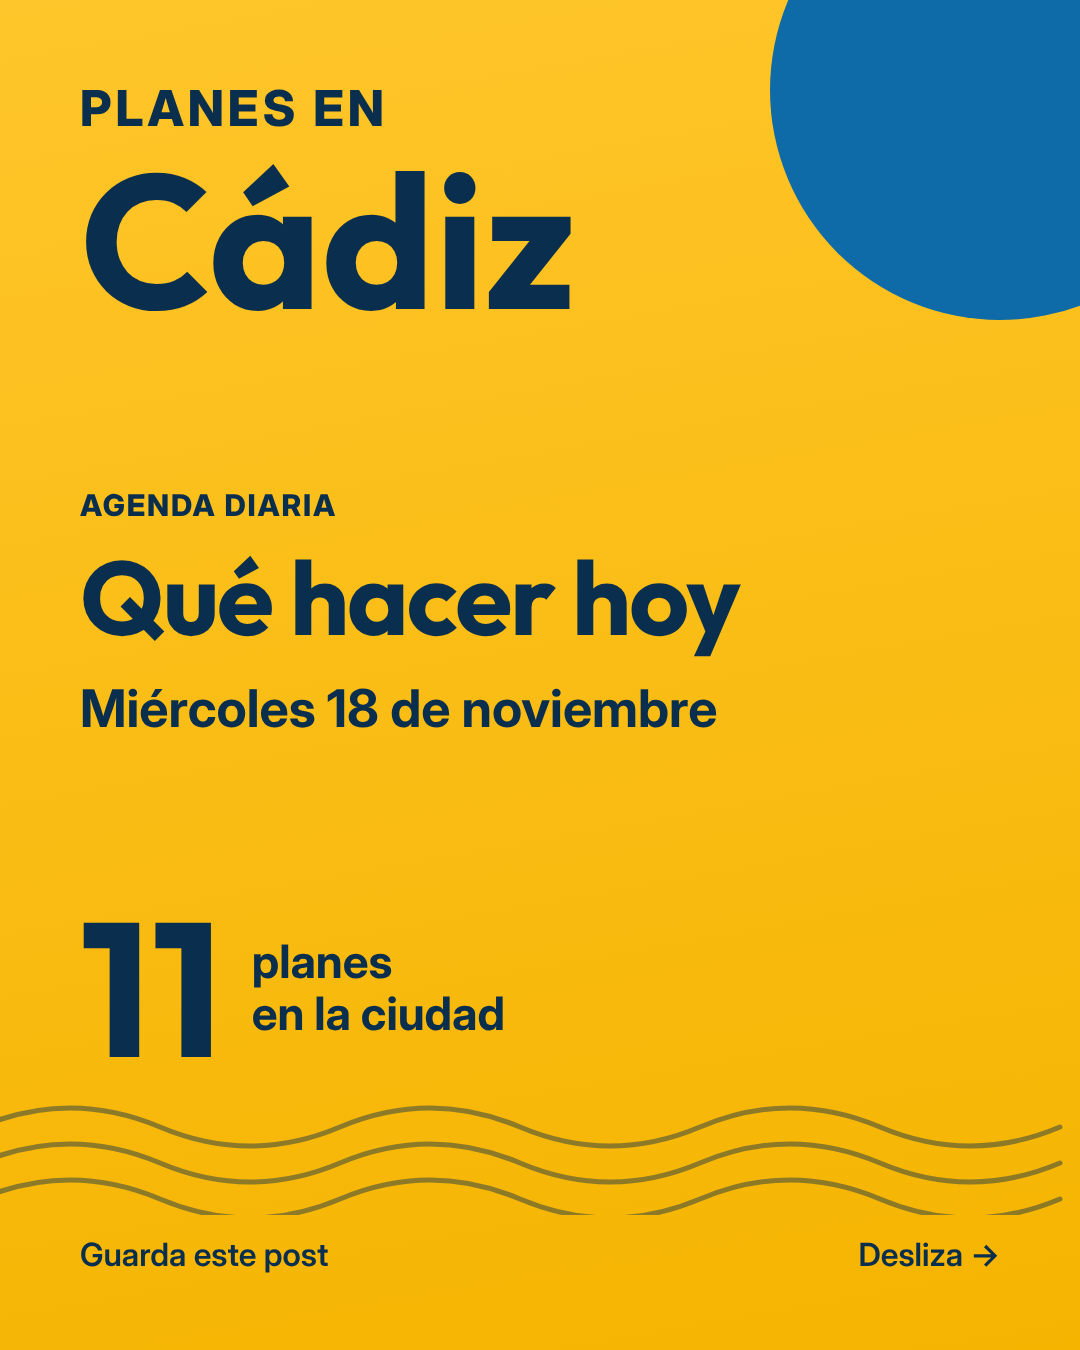 PLANES EN
Cádiz
AGENDA DIARIA
Qué hacer hoy
Miércoles 18 de noviembre
11
planes
en la ciudad
Guarda este post
Desliza →